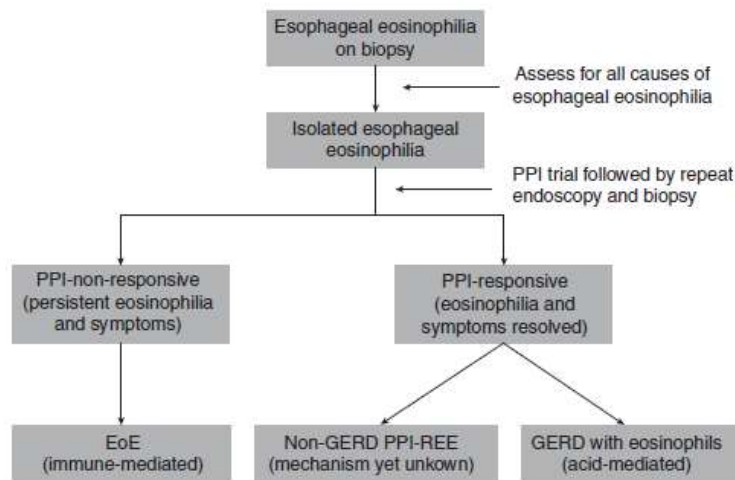 Esophageal eosinophilia
on biopsy
Assess for all causes of
esophageal eosinophilia
Isolated esophageal
eosinophilia
PPI trial followed by repeat
endoscopy and biopsy
PPI-non-responsive
(persistent eosinophilia
and symptoms)
PPI-responsive
(eosinophilia and
symptoms resolved)
EoE
(immune-mediated)
Non-GERD PPI-REE
(mechanism yet unkown)
GERD with eosinophils
(acid-mediated)